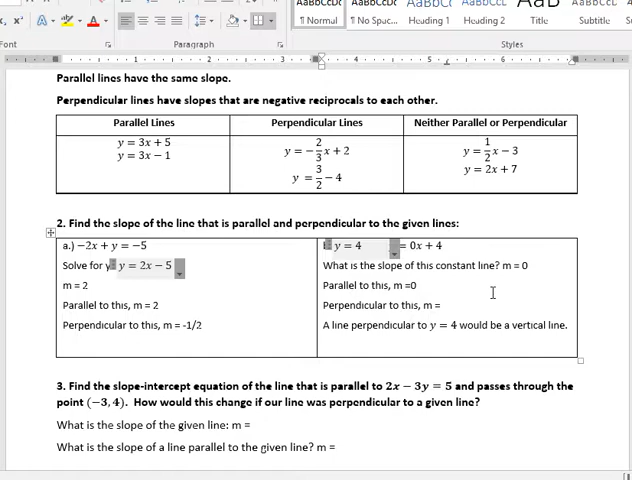 AaBbCcDc AaBbCcDc AaBbC AaBbCcD AaB AaBbCcD
¶ Normal ¶ No Spac... Heading 1 Heading 2 Title Subtitle
Font Paragraph Styles
Parallel lines have the same slope.
Perpendicular lines have slopes that are negative reciprocals to each other.
Parallel Lines Perpendicular Lines Neither Parallel or Perpendicular
y = 3x + 5
y = 3x − 1
y = −2/3x + 2
y = 3/2 − 4
y = 1/2x − 3
y = 2x + 7
2. Find the slope of the line that is parallel and perpendicular to the given lines:
a.) −2x + y = −5
Solve for y: y = 2x − 5
m = 2
Parallel to this, m = 2
Perpendicular to this, m = -1/2
y = 4 = 0x + 4
What is the slope of this constant line? m = 0
Parallel to this, m =0
Perpendicular to this, m =
A line perpendicular to y = 4 would be a vertical line.
3. Find the slope-intercept equation of the line that is parallel to 2x − 3y = 5 and passes through the
point (−3, 4). How would this change if our line was perpendicular to a given line?
What is the slope of the given line: m =
What is the slope of a line parallel to the given line? m =